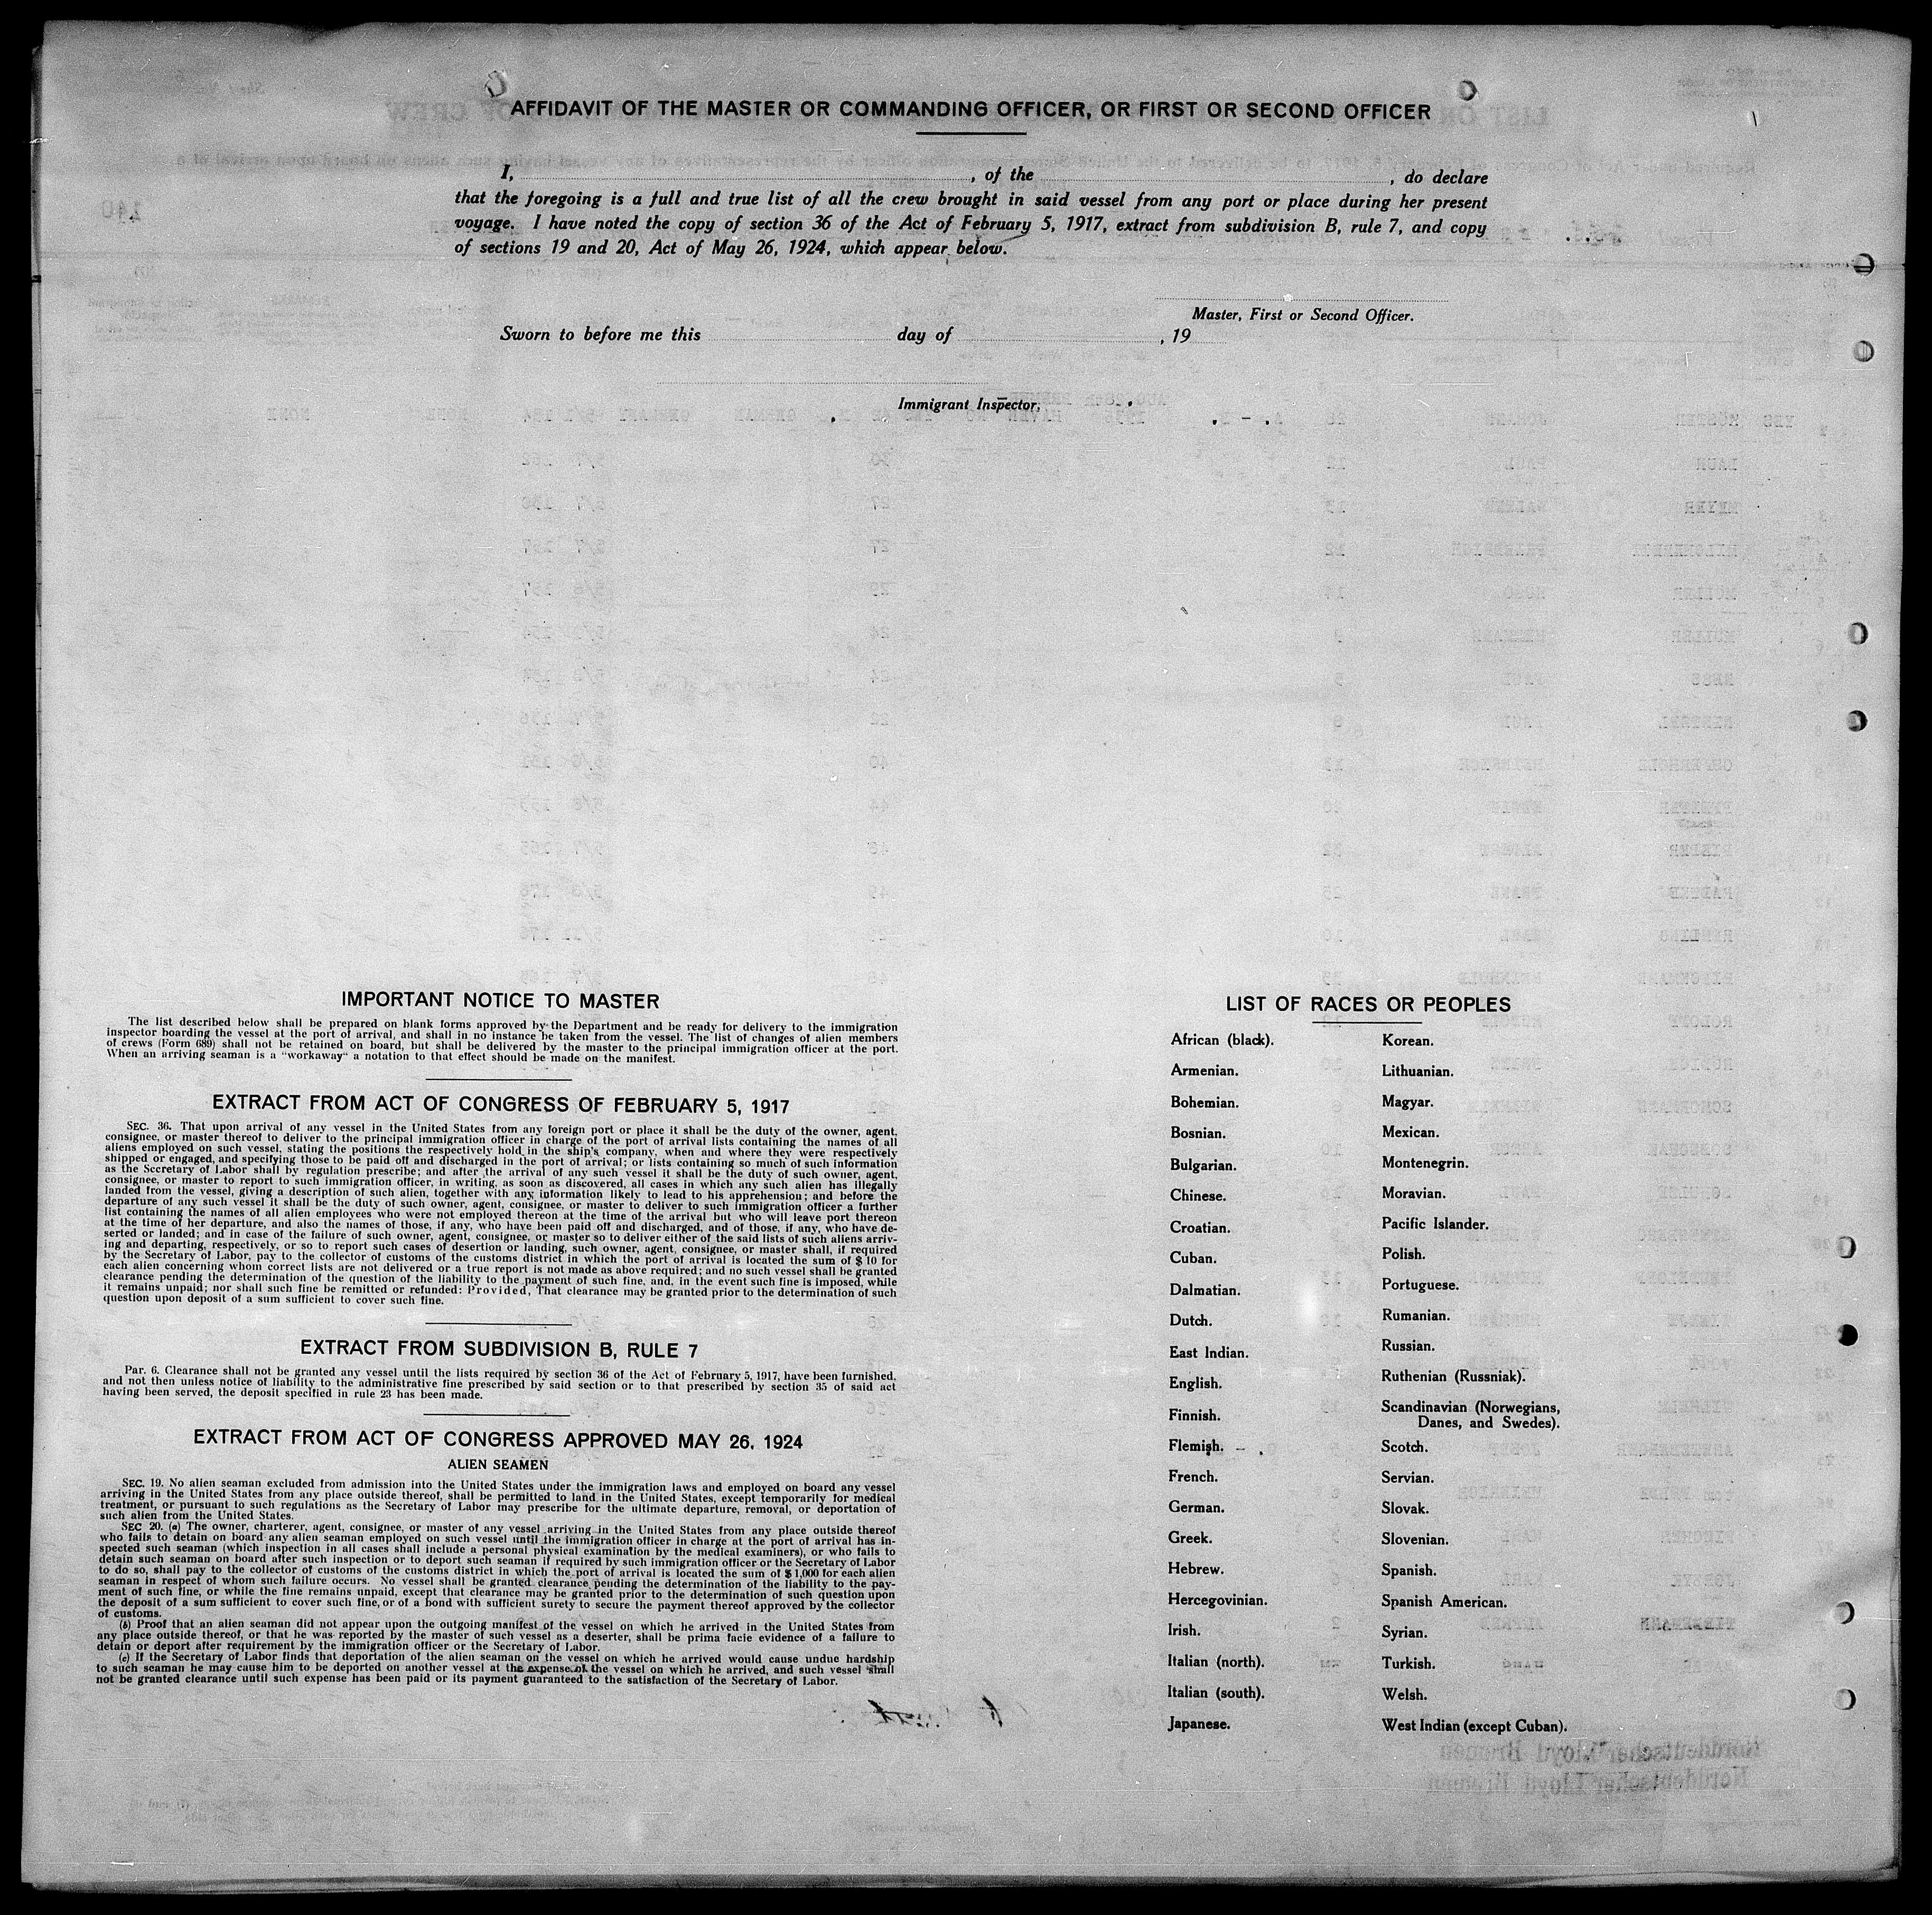 AFFIDAVIT OF THE MASTER OR COMMANDING OFFICER, OR FIRST OR SECOND OFFICER
I, , of the , do declare
that the foregoing is a full and true list of all the crew brought in said vessel from any port or place during her present
voyage. I have noted the copy of section 36 of the Act of February 5, 1917, extract from subdivision B, rule 7, and copy
of sections 19 and 20, Act of May 26, 1924, which appear below.
Master, First or Second Officer.
Sworn to before me this day of , 19
Immigrant Inspector.
IMPORTANT NOTICE TO MASTER
The list described below shall be prepared on blank forms approved by the Department and be ready for delivery to the immigration
inspector boarding the vessel at the port of arrival, and shall in no instance be taken from the vessel. The list of changes of alien members
of crews (Form 689) shall not be retained on board, but shall be delivered by the master to the principal immigration officer at the port.
When an arriving seaman is a "workaway" a notation to that effect should be made on the manifest.
EXTRACT FROM ACT OF CONGRESS OF FEBRUARY 5, 1917
SEC. 36. That upon arrival of any vessel in the United States from any foreign port or place it shall be the duty of the owner, agent,
consignee, or master thereof to deliver to the principal immigration officer in charge of the port of arrival lists containing the names of all
aliens employed on such vessel, stating the positions the respectively hold in the ship's company, when and where they were respectively
shipped or engaged, and specifying those to be paid off and discharged in the port of arrival; or lists containing so much of such information
as the Secretary of Labor shall by regulation prescribe; and after the arrival of any such vessel it shall be the duty of such owner, agent,
consignee, or master to report to such immigration officer, in writing, as soon as discovered, all cases in which any such alien has illegally
landed from the vessel, giving a description of such alien, together with any information likely to lead to his apprehension; and before the
departure of any such vessel it shall be the duty of such owner, agent, consignee, or master to deliver to such immigration officer a further
list containing the names of all alien employees who were not employed thereon at the time of the arrival but who will leave port thereon
at the time of her departure, and also the names of those, if any, who have been paid off and discharged, and of those, if any, who have de-
serted or landed; and in case of the failure of such owner, agent, consignee, or master so to deliver either of the said lists of such aliens arriv-
ing and departing, respectively, or so to report such cases of desertion or landing, such owner, agent, consignee, or master shall, if required
by the Secretary of Labor, pay to the collector of customs of the customs district in which the port of arrival is located the sum of $ 10 for
each alien concerning whom correct lists are not delivered or a true report is not made as above required; and no such vessel shall be granted
clearance pending the determination of the question of the liability to the payment of such fine, and, in the event such fine is imposed, while
it remains unpaid; nor shall such fine be remitted or refunded: Provided, That clearance may be granted prior to the determination of such
question upon deposit of a sum sufficient to cover such fine.
EXTRACT FROM SUBDIVISION B, RULE 7
Par. 6. Clearance shall not be granted any vessel until the lists required by section 36 of the Act of February 5, 1917, have been furnished,
and not then unless notice of liability to the administrative fine prescribed by said section or to that prescribed by section 35 of said act
having been served, the deposit specified in rule 23 has been made.
EXTRACT FROM ACT OF CONGRESS APPROVED MAY 26, 1924
ALIEN SEAMEN
SEC. 19. No alien seaman excluded from admission into the United States under the immigration laws and employed on board any vessel
arriving in the United States from any place outside thereof, shall be permitted to land in the United States, except temporarily for medical
treatment, or pursuant to such regulations as the Secretary of Labor may prescribe for the ultimate departure, removal, or deportation of
such alien from the United States.
SEC 20. (a) The owner, charterer, agent, consignee, or master of any vessel arriving in the United States from any place outside thereof
who fails to detain on board any alien seaman employed on such vessel until the immigration officer in charge at the port of arrival has in-
spected such seaman (which inspection in all cases shall include a personal physical examination by the medical examiners), or who fails to
detain such seaman on board after such inspection or to deport such seaman if required by such immigration officer or the Secretary of Labor
to do so, shall pay to the collector of customs of the customs district in which the port of arrival is located the sum of $ 1,000 for each alien
seaman in respect of whom such failure occurs. No vessel shall be granted clearance pending the determination of the liability to the pay-
ment of such fine, or while the fine remains unpaid, except that clearance may be granted prior to the determination of such question upon
the deposit of a sum sufficient to cover such fine, or of a bond with sufficient surety to secure the payment thereof approved by the collector
of customs.
(b) Proof that an alien seaman did not appear upon the outgoing manifest of the vessel on which he arrived in the United States from
any place outside thereof, or that he was reported by the master of such vessel as a deserter, shall be prima facie evidence of a failure to
detain or deport after requirement by the immigration officer or the Secretary of Labor.
(c) If the Secretary of Labor finds that deportation of the alien seaman on the vessel on which he arrived would cause undue hardship
to such seaman he may cause him to be deported on another vessel at the expense of the vessel on which he arrived, and such vessel shall
not be granted clearance until such expense has been paid or its payment guaranteed to the satisfaction of the Secretary of Labor.
LIST OF RACES OR PEOPLES
African (black).
Armenian.
Bohemian.
Bosnian.
Bulgarian.
Chinese.
Croatian.
Cuban.
Dalmatian.
Dutch.
East Indian.
English.
Finnish.
Flemish.
French.
German.
Greek.
Hebrew.
Hercegovinian.
Irish.
Italian (north).
Italian (south).
Japanese.
Korean.
Lithuanian.
Magyar.
Mexican.
Montenegrin.
Moravian.
Pacific Islander.
Polish.
Portuguese.
Rumanian.
Russian.
Ruthenian (Russniak).
Scandinavian (Norwegians,
Danes, and Swedes).
Scotch.
Servian.
Slovak.
Slovenian.
Spanish.
Spanish American.
Syrian.
Turkish.
Welsh.
West Indian (except Cuban).